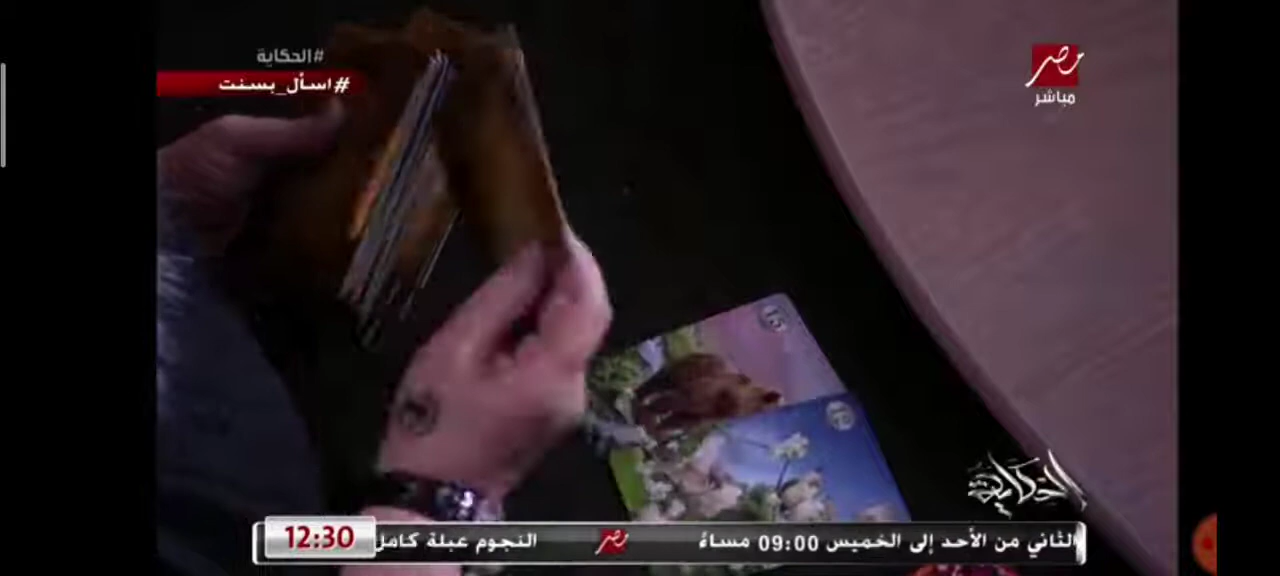 #الحكاية
#اسأل_بسنت
مصر
مباشر
15
الحكاية
الثاني من الأحد إلى الخميس 09:00 مساءً مصر النجوم عبلة كامل
12:30